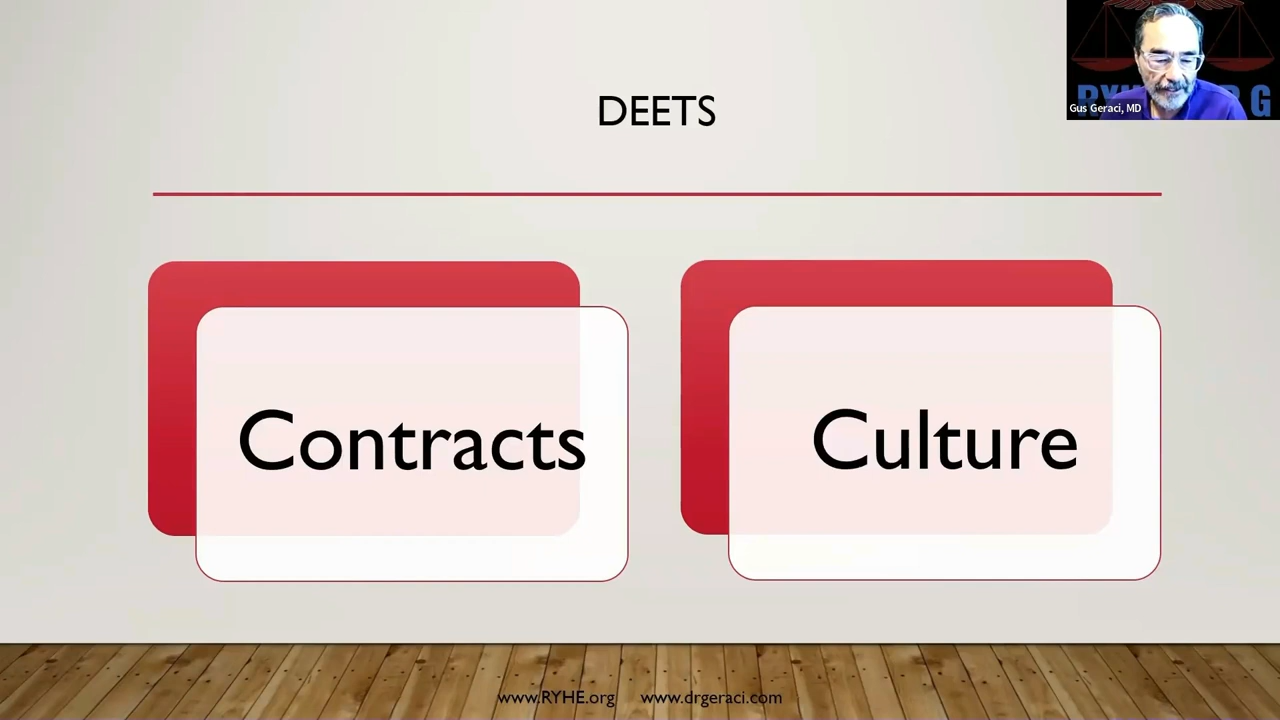 DEETS
Gus Geraci, MD
Contracts
Culture
www.RYHE.org www.drgeraci.com